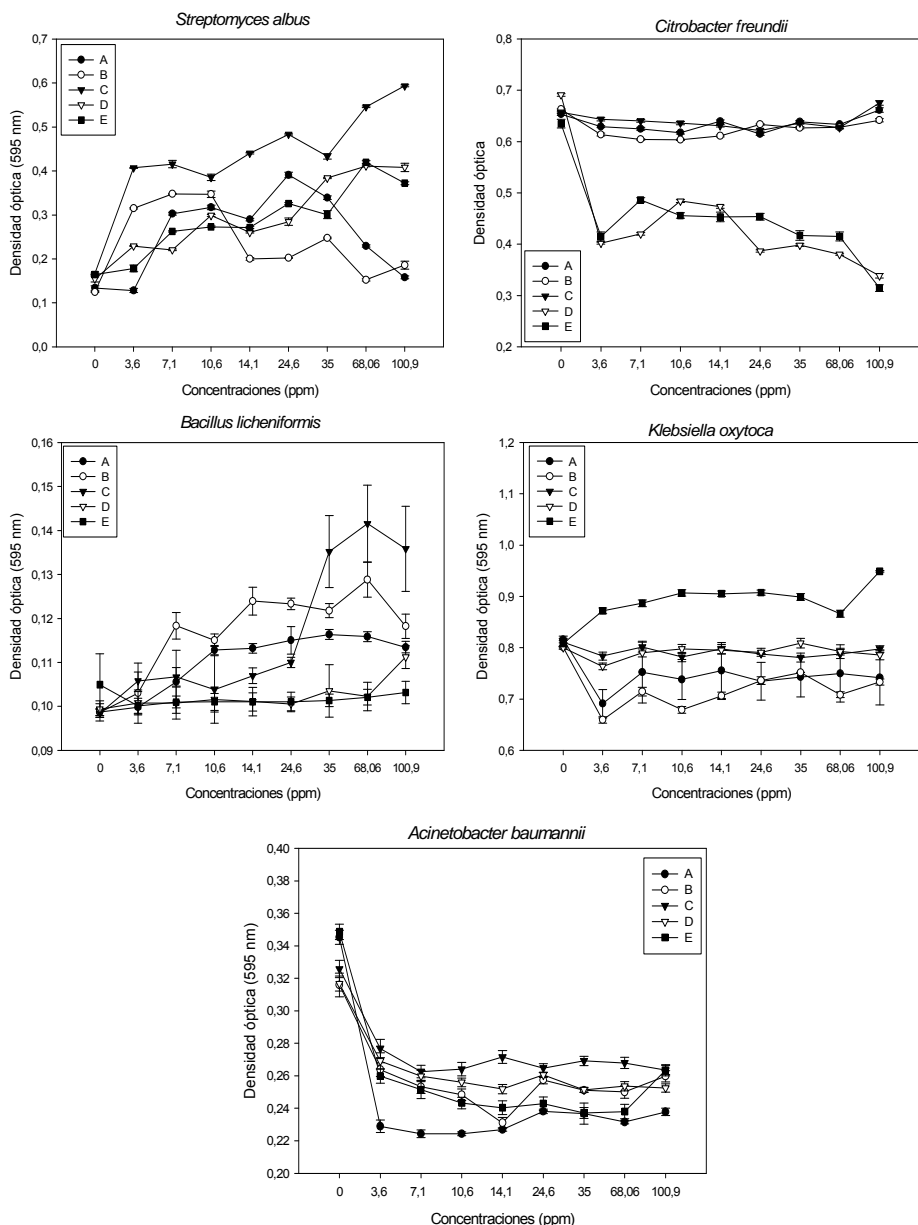 Streptomyces albus
0,7
0,6
0,5
0,4
0,3
0,2
0,1
0,0
Densidad óptica (595 nm)
A
B
C
D
E
0 3,6 7,1 10,6 14,1 24,6 35 68,06 100,9
Concentraciones (ppm)
Citrobacter freundii
0,8
0,7
0,6
0,5
0,4
0,3
0,2
Densidad óptica
A
B
C
D
E
0 3,6 7,1 10,6 14,1 24,6 35 68,06 100,9
Concentraciones (ppm)
Bacillus licheniformis
0,16
0,15
0,14
0,13
0,12
0,11
0,10
0,09
Densidad óptica (595 nm)
A
B
C
D
E
0 3,6 7,1 10,6 14,1 24,6 35 68,06 100,9
Concentraciones (ppm)
Klebsiella oxytoca
1,2
1,1
1,0
0,9
0,8
0,7
0,6
Densidad óptica (595 nm)
A
B
C
D
E
0 3,6 7,1 10,6 14,1 24,6 35 68,06 100,9
Concentraciones (ppm)
Acinetobacter baumannii
0,40
0,38
0,36
0,34
0,32
0,30
0,28
0,26
0,24
0,22
0,20
Densidad óptica (595 nm)
A
B
C
D
E
0 3,6 7,1 10,6 14,1 24,6 35 68,06 100,9
Concentraciones (ppm)